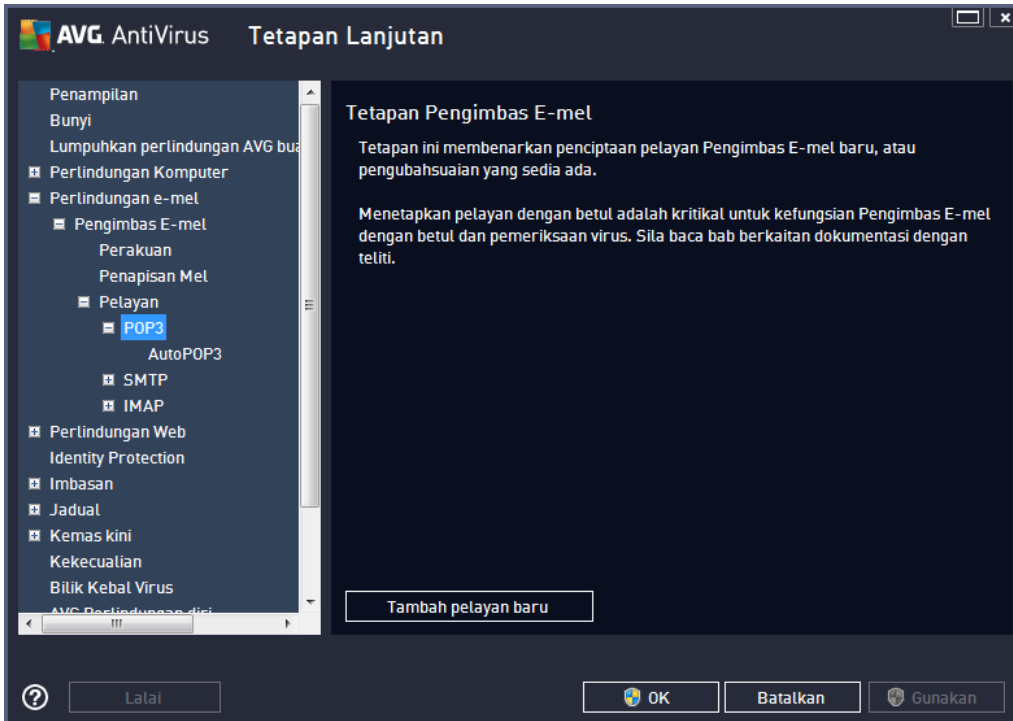 AVG AntiVirus Tetapan Lanjutan
Penampilan
Bunyi
Lumpuhkan perlindungan AVG bua
Perlindungan Komputer
Perlindungan e-mel
Pengimbas E-mel
Perakuan
Penapisan Mel
Pelayan
POP3
AutoPOP3
SMTP
IMAP
Perlindungan Web
Identity Protection
Imbasan
Jadual
Kemas kini
Kekecualian
Bilik Kebal Virus
AVG Perlindungan diri
Tetapan Pengimbas E-mel
Tetapan ini membenarkan penciptaan pelayan Pengimbas E-mel baru, atau
pengubahsuaian yang sedia ada.
Menetapkan pelayan dengan betul adalah kritikal untuk kefungsian Pengimbas E-mel
dengan betul dan pemeriksaan virus. Sila baca bab berkaitan dokumentasi dengan
teliti.
Tambah pelayan baru
Lalai
OK
Batalkan
Gunakan